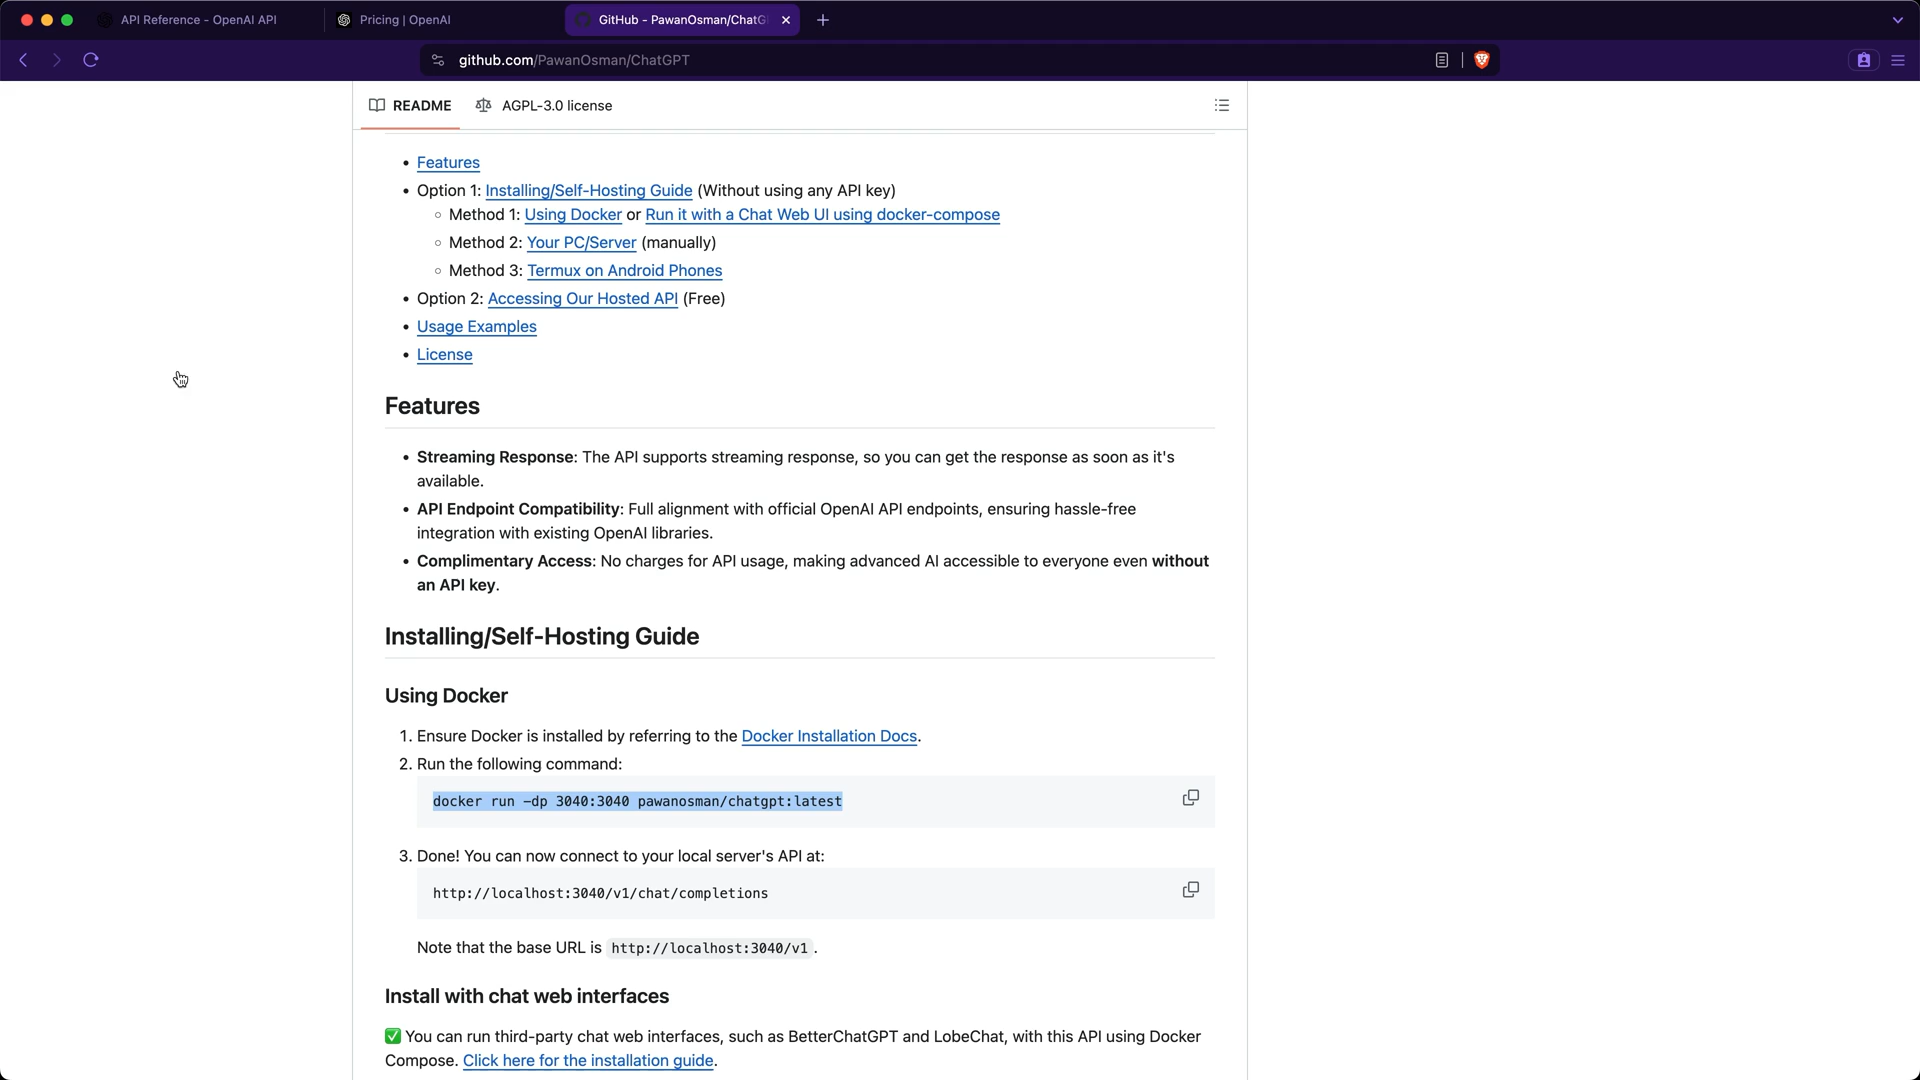 API Reference - OpenAI API
Pricing | OpenAI
GitHub - PawanOsman/ChatG
github.com/PawanOsman/ChatGPT
README
AGPL-3.0 license
• Features
• Option 1: Installing/Self-Hosting Guide (Without using any API key)
◦ Method 1: Using Docker or Run it with a Chat Web UI using docker-compose
◦ Method 2: Your PC/Server (manually)
◦ Method 3: Termux on Android Phones
• Option 2: Accessing Our Hosted API (Free)
• Usage Examples
• License
Features
• Streaming Response: The API supports streaming response, so you can get the response as soon as it's
available.
• API Endpoint Compatibility: Full alignment with official OpenAI API endpoints, ensuring hassle-free
integration with existing OpenAI libraries.
• Complimentary Access: No charges for API usage, making advanced AI accessible to everyone even without
an API key.
Installing/Self-Hosting Guide
Using Docker
1. Ensure Docker is installed by referring to the Docker Installation Docs.
2. Run the following command:
docker run -dp 3040:3040 pawanosman/chatgpt:latest
3. Done! You can now connect to your local server's API at:
http://localhost:3040/v1/chat/completions
Note that the base URL is http://localhost:3040/v1 .
Install with chat web interfaces
✅ You can run third-party chat web interfaces, such as BetterChatGPT and LobeChat, with this API using Docker
Compose. Click here for the installation guide.